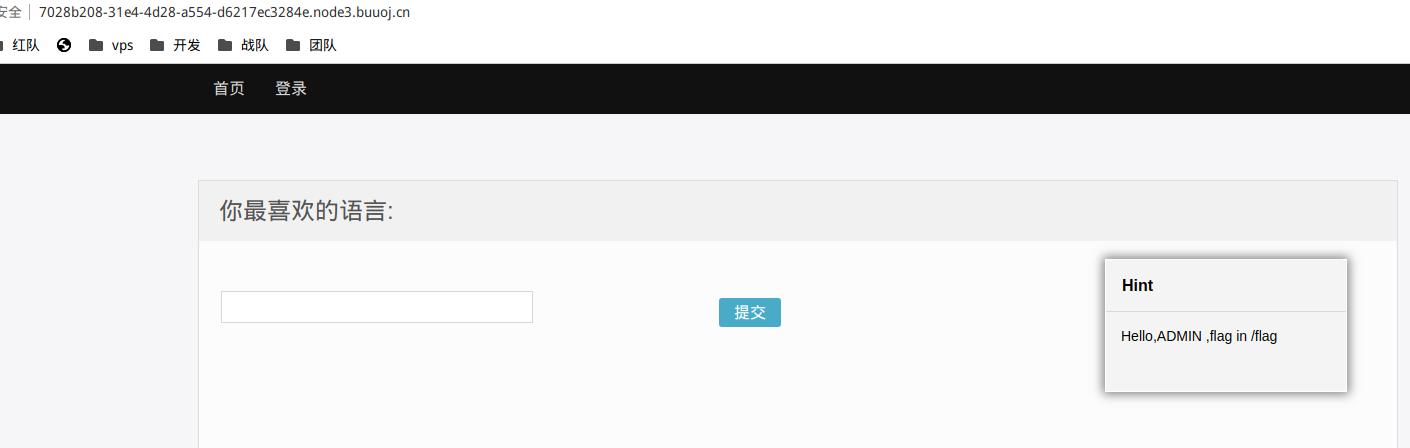 安全 7028b208-31e4-4d28-a554-d6217ec3284e.node3.buuoj.cn
红队 vps 开发 战队 团队
首页 登录
你最喜欢的语言:
提交
Hint
Hello,ADMIN ,flag in /flag